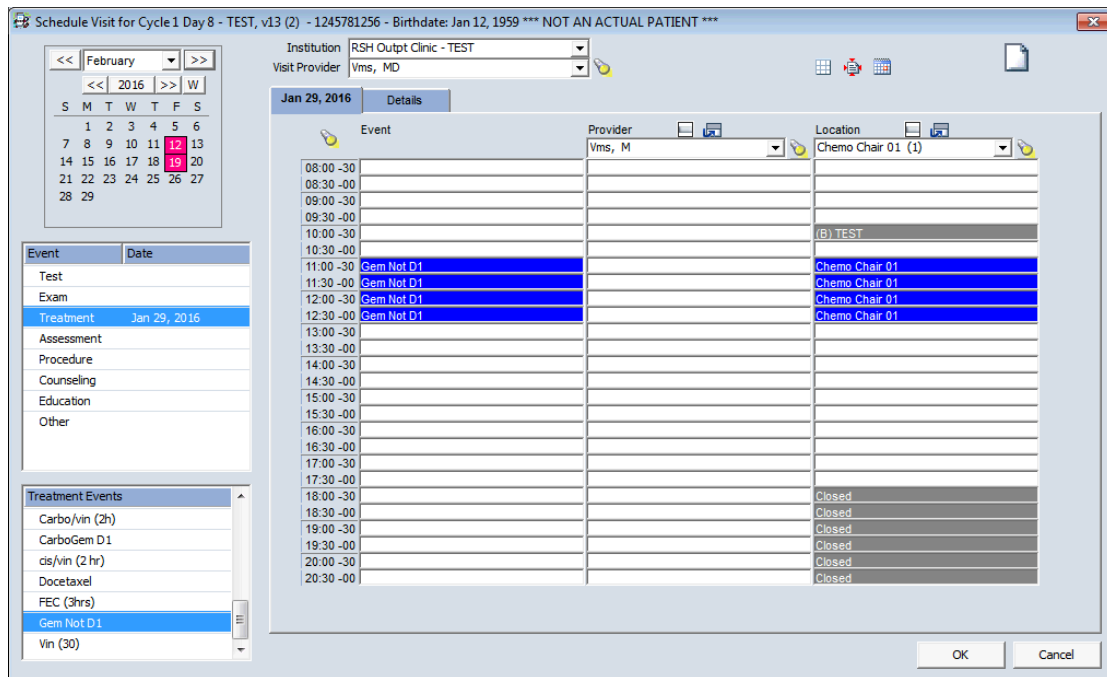 Schedule Visit for Cycle 1 Day 8 - TEST, v13 (2) - 1245781256 - Birthdate: Jan 12, 1959 *** NOT AN ACTUAL PATIENT ***
<< February >>
<< 2016 >> W
S M T W T F S
1 2 3 4 5 6
7 8 9 10 11 12 13
14 15 16 17 18 19 20
21 22 23 24 25 26 27
28 29
Institution RSH Outpt Clinic - TEST
Visit Provider Vms, MD
Jan 29, 2016 Details
Event Provider Location
Vms, M Chemo Chair 01 (1)
08:00 -30
08:30 -00
09:00 -30
09:30 -00
10:00 -30 (B) TEST
10:30 -00
11:00 -30 Gem Not D1 Chemo Chair 01
11:30 -00 Gem Not D1 Chemo Chair 01
12:00 -30 Gem Not D1 Chemo Chair 01
12:30 -00 Gem Not D1 Chemo Chair 01
13:00 -30
13:30 -00
14:00 -30
14:30 -00
15:00 -30
15:30 -00
16:00 -30
16:30 -00
17:00 -30
17:30 -00
18:00 -30 Closed
18:30 -00 Closed
19:00 -30 Closed
19:30 -00 Closed
20:00 -30 Closed
20:30 -00 Closed
Event Date
Test
Exam
Treatment Jan 29, 2016
Assessment
Procedure
Counseling
Education
Other
Treatment Events
Carbo/vin (2h)
CarboGem D1
cis/vin (2 hr)
Docetaxel
FEC (3hrs)
Gem Not D1
Vin (30)
OK Cancel